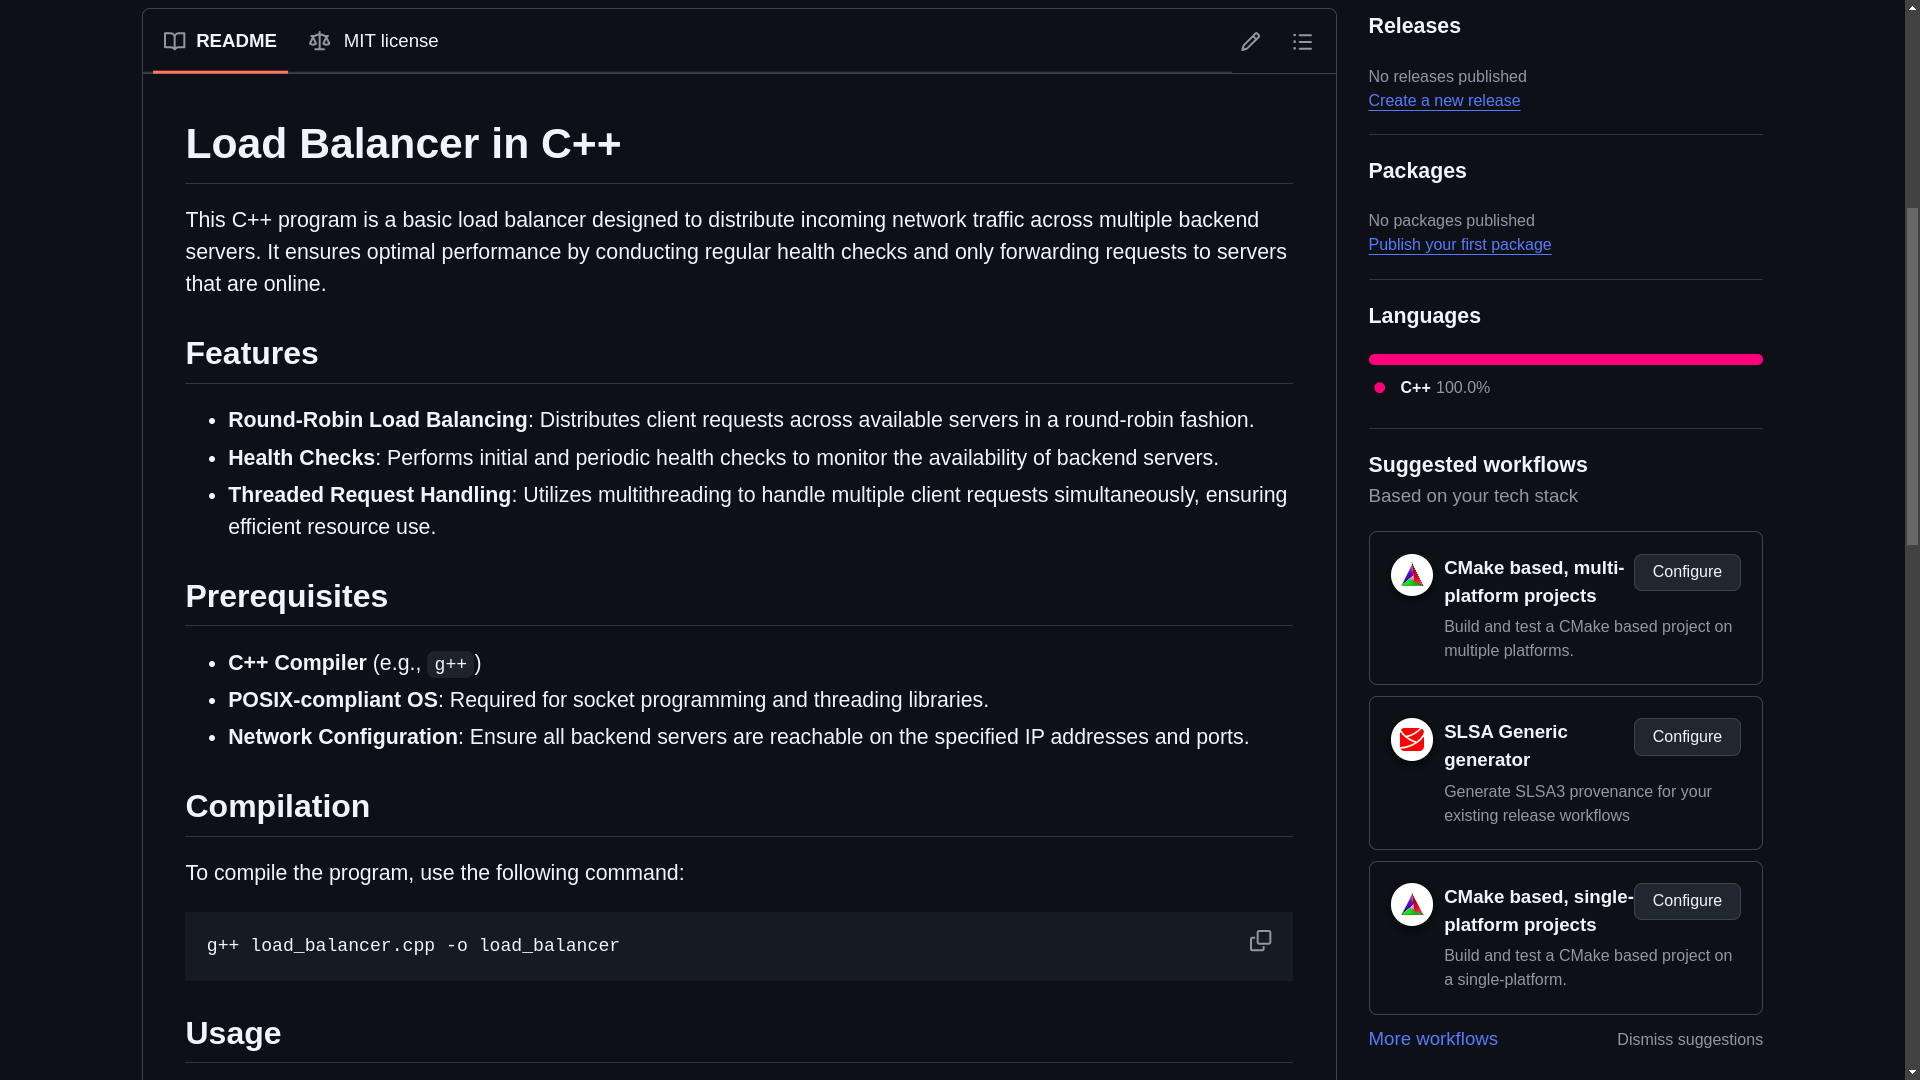 README
MIT license
Load Balancer in C++
This C++ program is a basic load balancer designed to distribute incoming network traffic across multiple backend
servers. It ensures optimal performance by conducting regular health checks and only forwarding requests to servers
that are online.
Features
Round-Robin Load Balancing: Distributes client requests across available servers in a round-robin fashion.
Health Checks: Performs initial and periodic health checks to monitor the availability of backend servers.
Threaded Request Handling: Utilizes multithreading to handle multiple client requests simultaneously, ensuring
efficient resource use.
Prerequisites
C++ Compiler (e.g., g++)
POSIX-compliant OS: Required for socket programming and threading libraries.
Network Configuration: Ensure all backend servers are reachable on the specified IP addresses and ports.
Compilation
To compile the program, use the following command:
g++ load_balancer.cpp -o load_balancer
Usage
Releases
No releases published
Create a new release
Packages
No packages published
Publish your first package
Languages
C++ 100.0%
Suggested workflows
Based on your tech stack
CMake based, multi-
platform projects
Configure
Build and test a CMake based project on
multiple platforms.
SLSA Generic
generator
Configure
Generate SLSA3 provenance for your
existing release workflows
CMake based, single-
platform projects
Configure
Build and test a CMake based project on
a single-platform.
More workflows
Dismiss suggestions